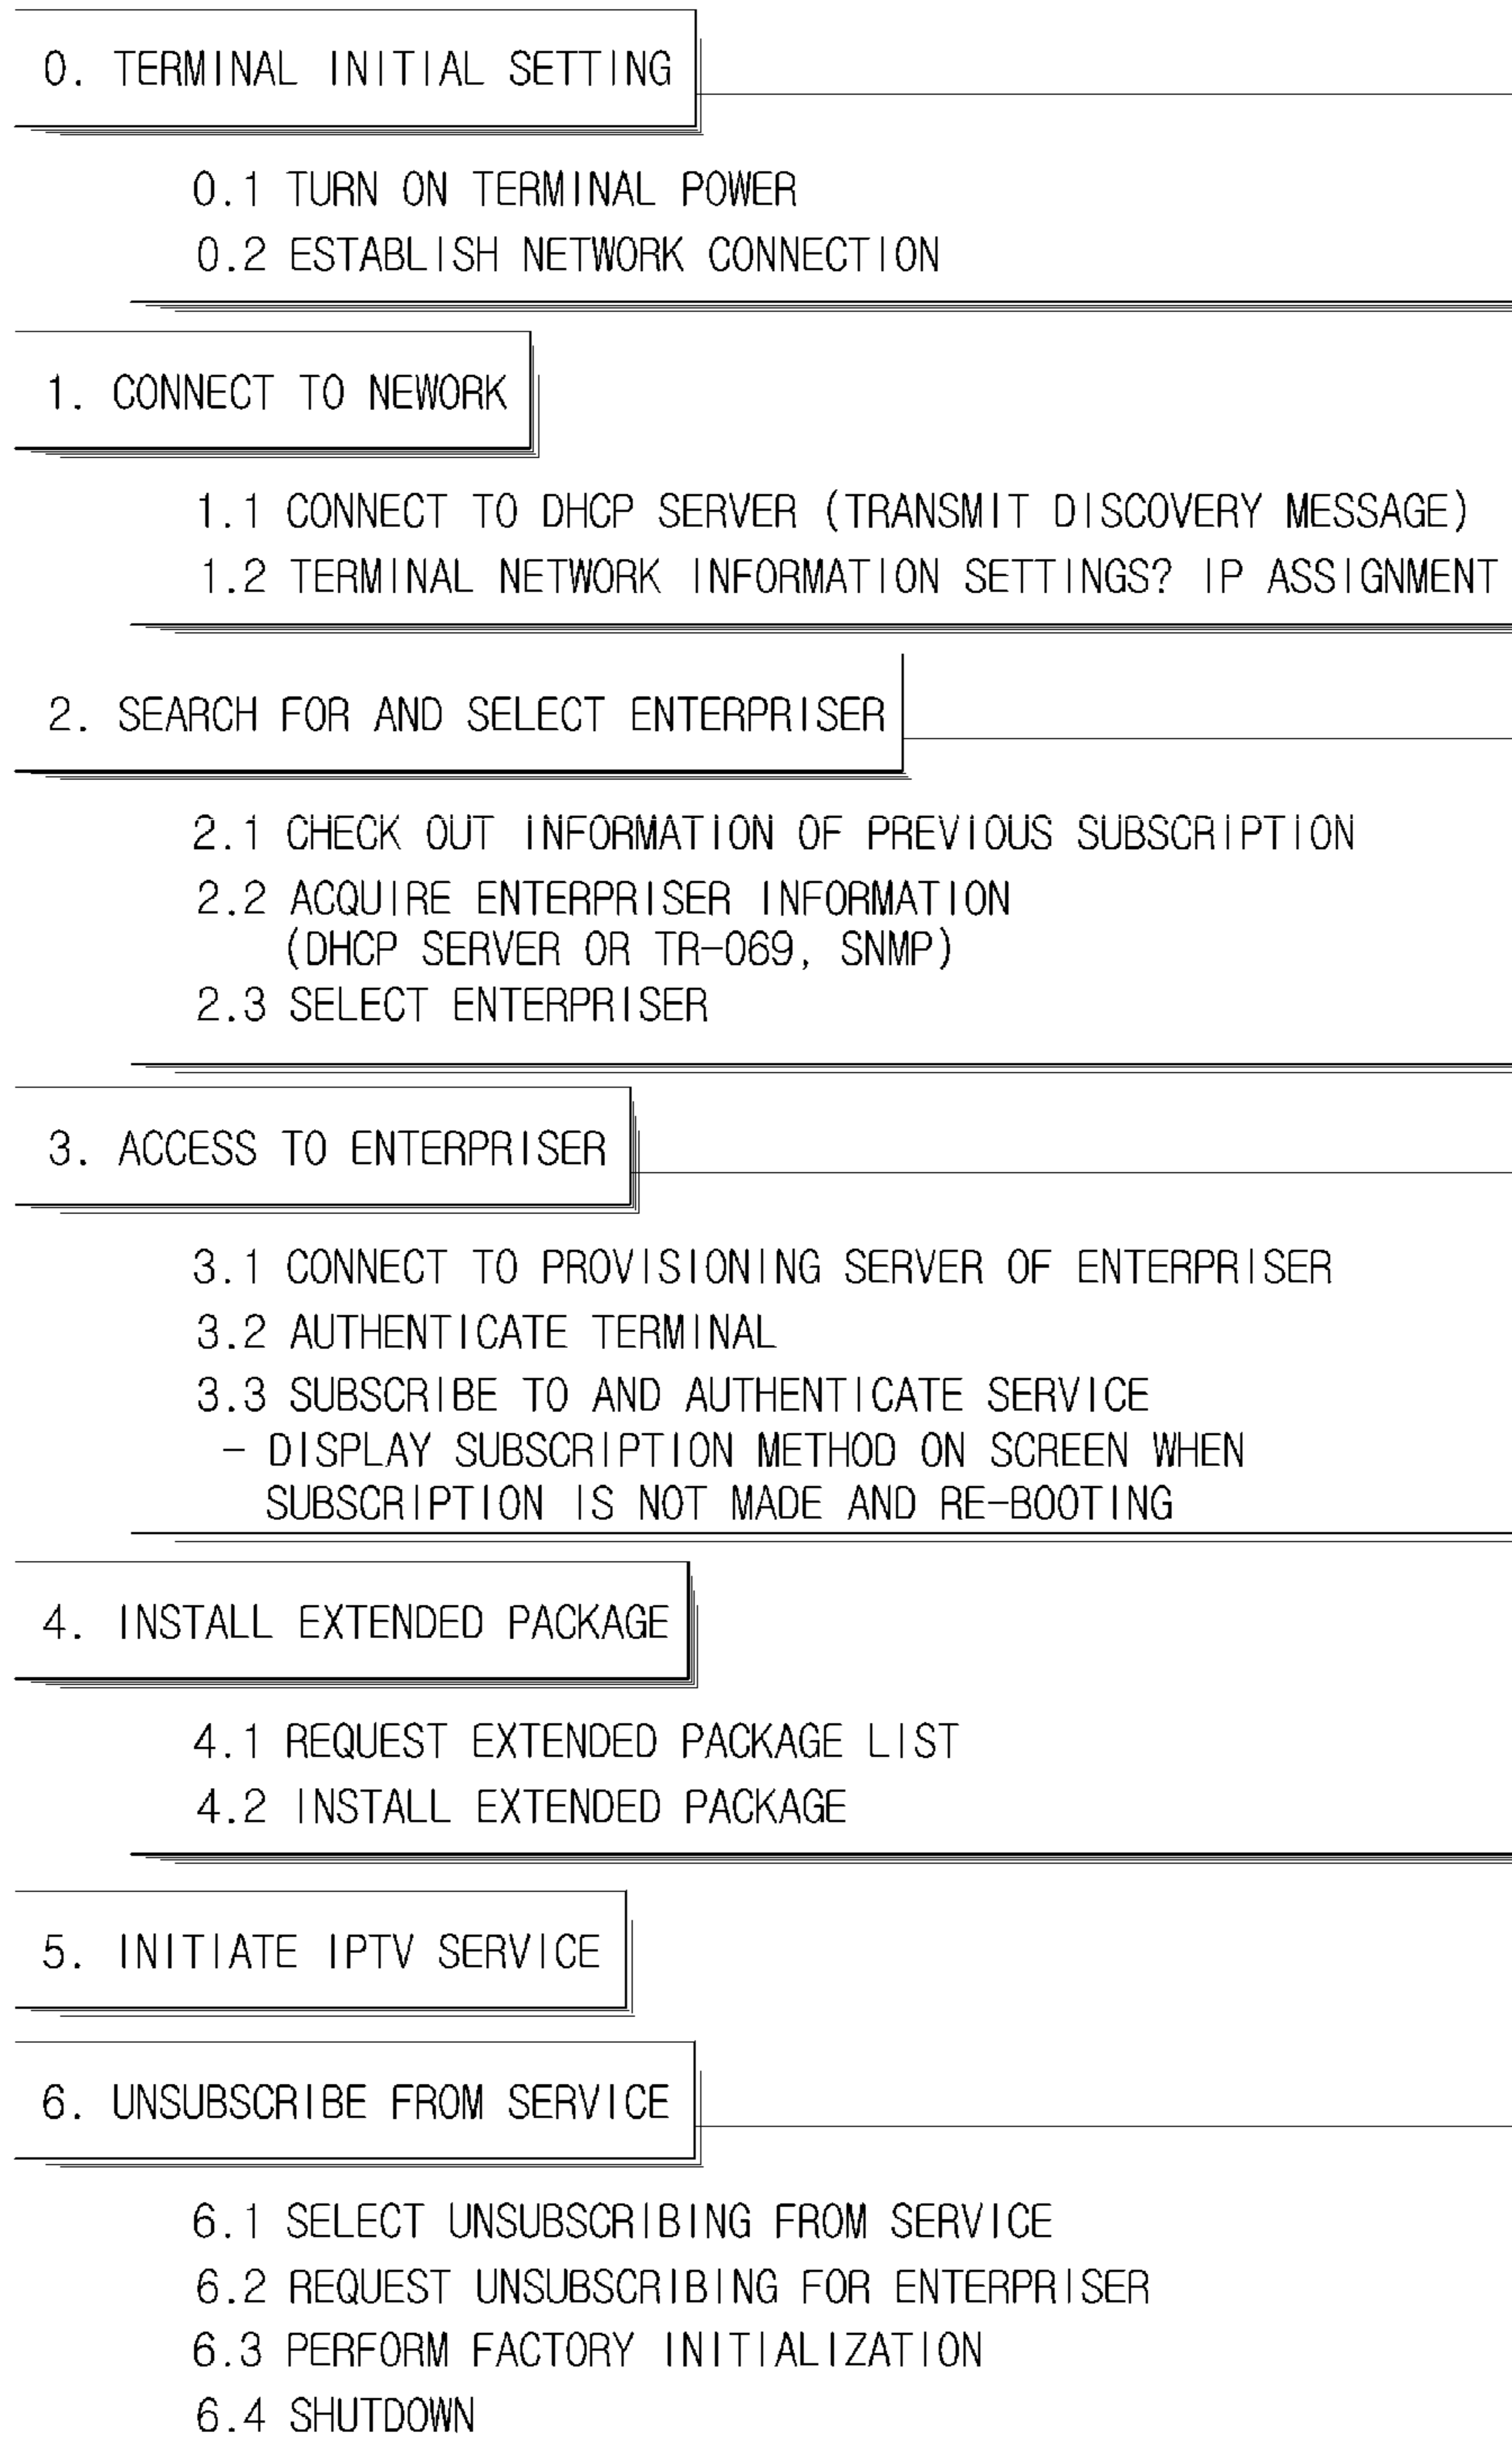 0. TERMINAL INITIAL SETTING
0.1 TURN ON TERMINAL POWER
0.2 ESTABLISH NETWORK CONNECTION
1. CONNECT TO NEWORK
1.1 CONNECT TO DHCP SERVER (TRANSMIT DISCOVERY MESSAGE)
1.2 TERMINAL NETWORK INFORMATION SETTINGS? IP ASSIGNMENT
2. SEARCH FOR AND SELECT ENTERPRISER
2.1 CHECK OUT INFORMATION OF PREVIOUS SUBSCRIPTION
2.2 ACQUIRE ENTERPRISER INFORMATION
(DHCP SERVER OR TR-069, SNMP)
2.3 SELECT ENTERPRISER
3. ACCESS TO ENTERPRISER
3.1 CONNECT TO PROVISIONING SERVER OF ENTERPRISER
3.2 AUTHENTICATE TERMINAL
3.3 SUBSCRIBE TO AND AUTHENTICATE SERVICE
- DISPLAY SUBSCRIPTION METHOD ON SCREEN WHEN
SUBSCRIPTION IS NOT MADE AND RE-BOOTING
4. INSTALL EXTENDED PACKAGE
4.1 REQUEST EXTENDED PACKAGE LIST
4.2 INSTALL EXTENDED PACKAGE
5. INITIATE IPTV SERVICE
6. UNSUBSCRIBE FROM SERVICE
6.1 SELECT UNSUBSCRIBING FROM SERVICE
6.2 REQUEST UNSUBSCRIBING FOR ENTERPRISER
6.3 PERFORM FACTORY INITIALIZATION
6.4 SHUTDOWN